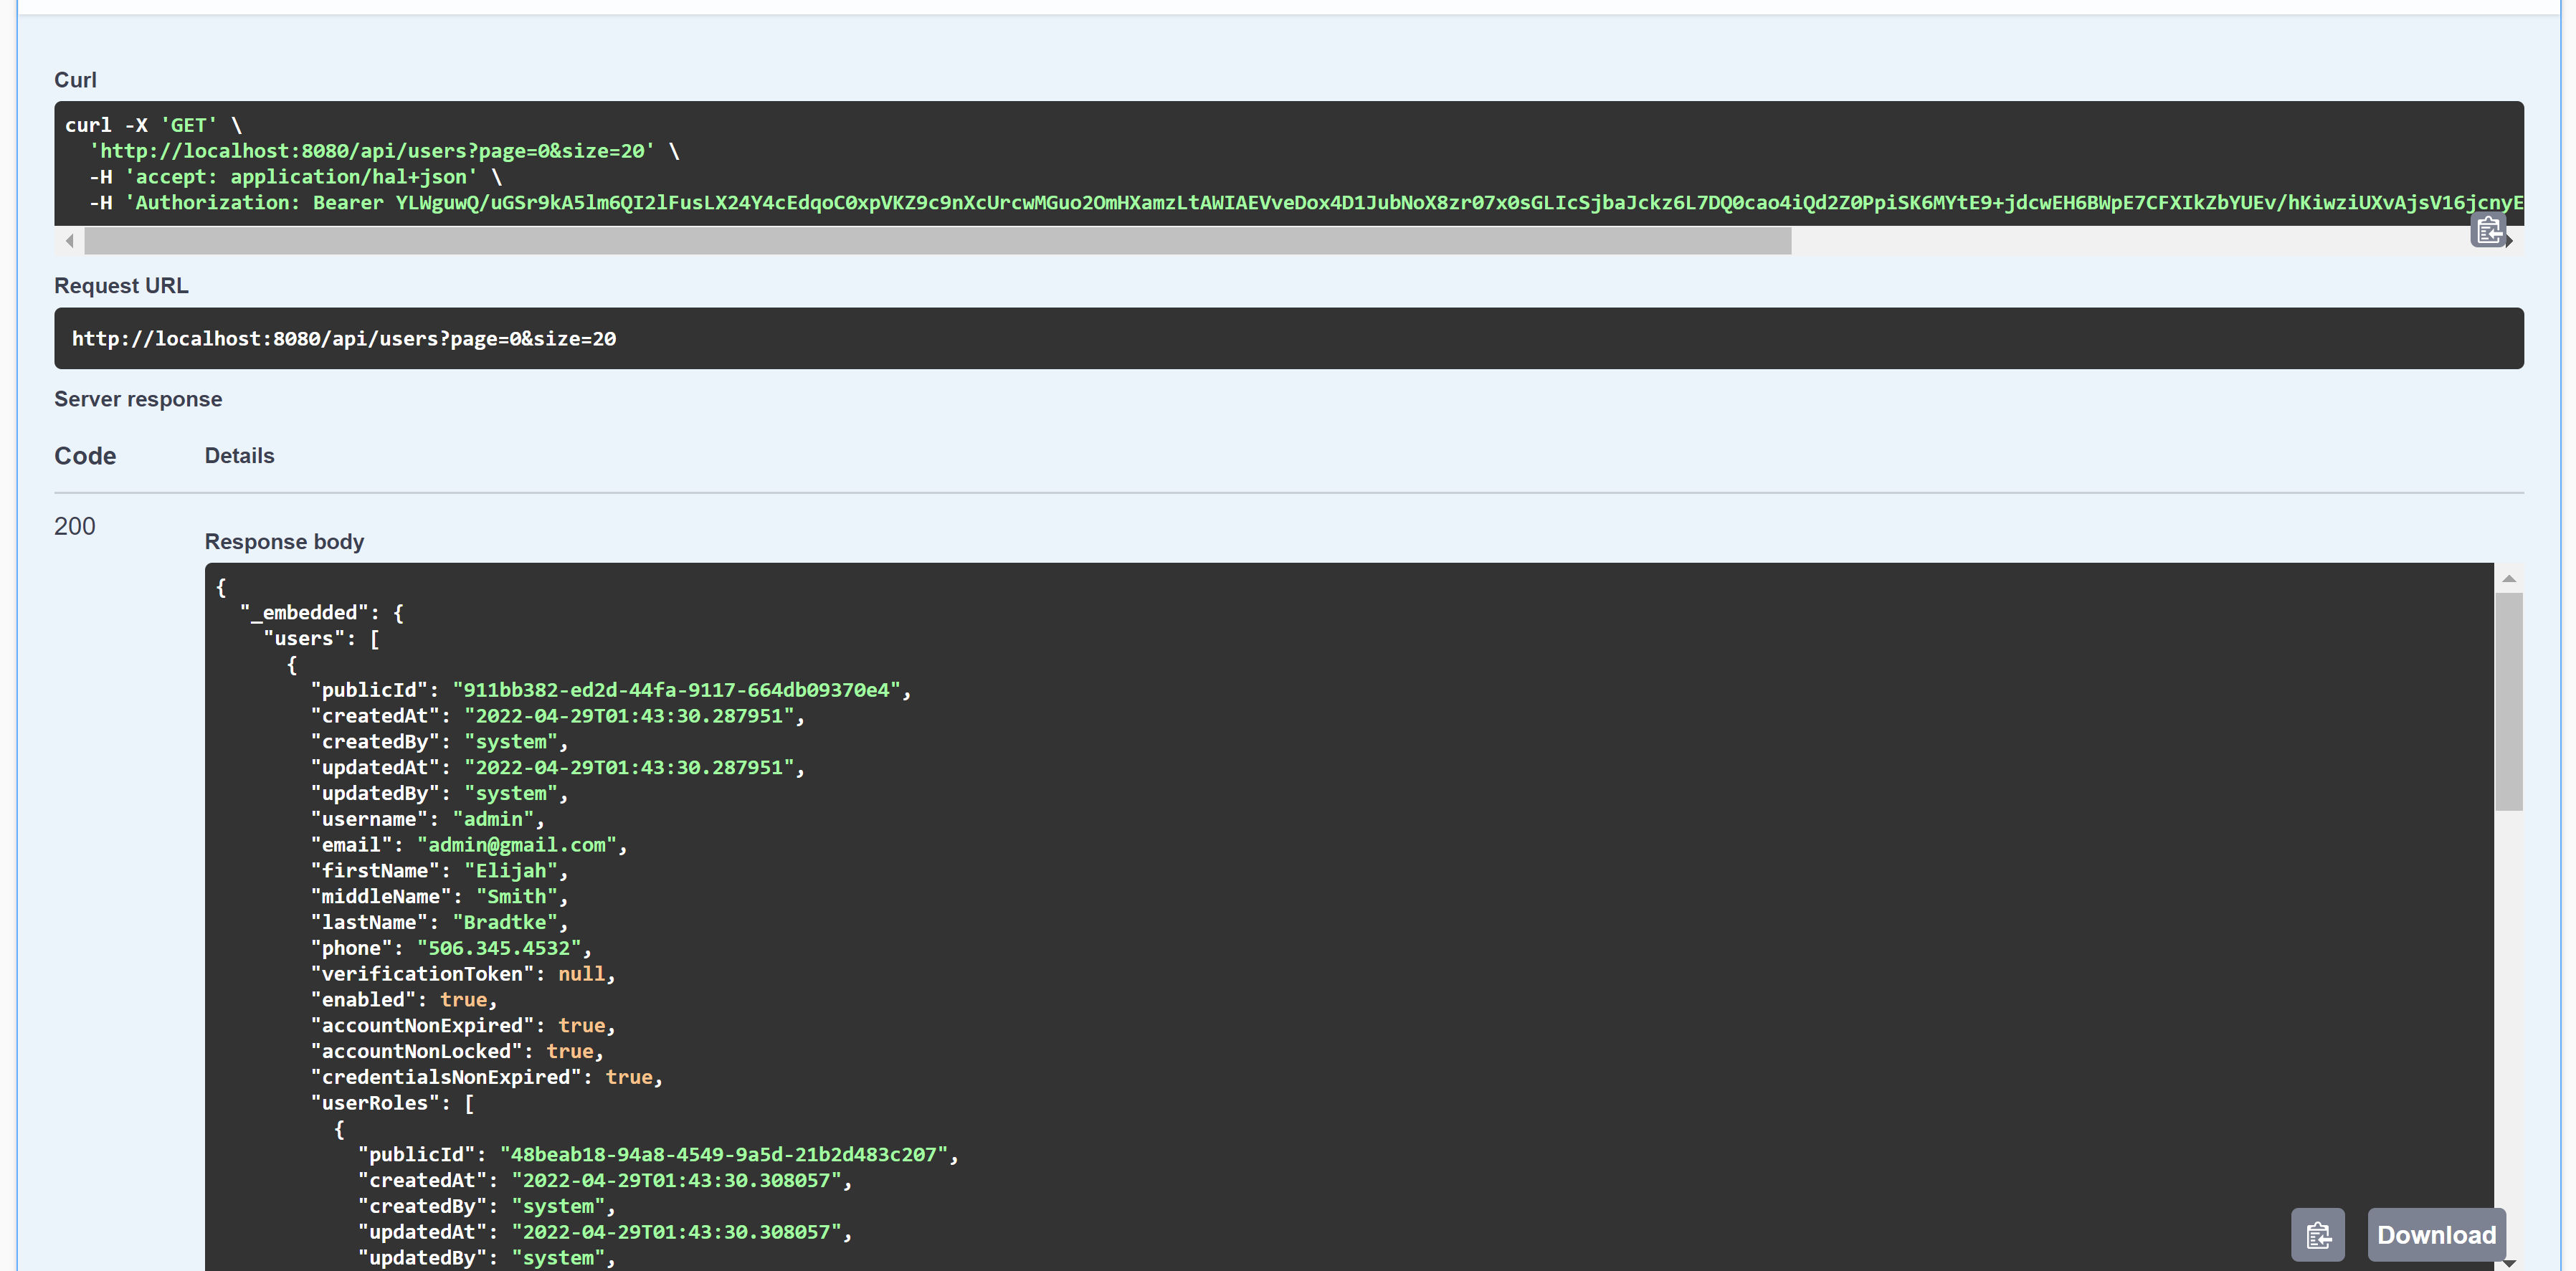 Curl
curl -X 'GET' \
'http://localhost:8080/api/users?page=0&size=20' \
-H 'accept: application/hal+json' \
-H 'Authorization: Bearer YLWguwQ/uGSr9kA5lm6QI2lFusLX24Y4cEdqoC0xpVKZ9c9nXcUrcwMGuo2OmHXamzLtAWIAEVveDox4D1JubNoX8zr07x0sGLIcSjbaJckz6L7DQ0cao4iQd2Z0PpiSK6MYtE9+jdcwEH6BWpE7CFXIkZbYUEv/hKiwziUXvAjsV16jcnyE
Request URL
http://localhost:8080/api/users?page=0&size=20
Server response
Code Details
200
Response body
{
"_embedded": {
"users": [
{
"publicId": "911bb382-ed2d-44fa-9117-664db09370e4",
"createdAt": "2022-04-29T01:43:30.287951",
"createdBy": "system",
"updatedAt": "2022-04-29T01:43:30.287951",
"updatedBy": "system",
"username": "admin",
"email": "admin@gmail.com",
"firstName": "Elijah",
"middleName": "Smith",
"lastName": "Bradtke",
"phone": "506.345.4532",
"verificationToken": null,
"enabled": true,
"accountNonExpired": true,
"accountNonLocked": true,
"credentialsNonExpired": true,
"userRoles": [
{
"publicId": "48beab18-94a8-4549-9a5d-21b2d483c207",
"createdAt": "2022-04-29T01:43:30.308057",
"createdBy": "system",
"updatedAt": "2022-04-29T01:43:30.308057",
"updatedBy": "system",
Download